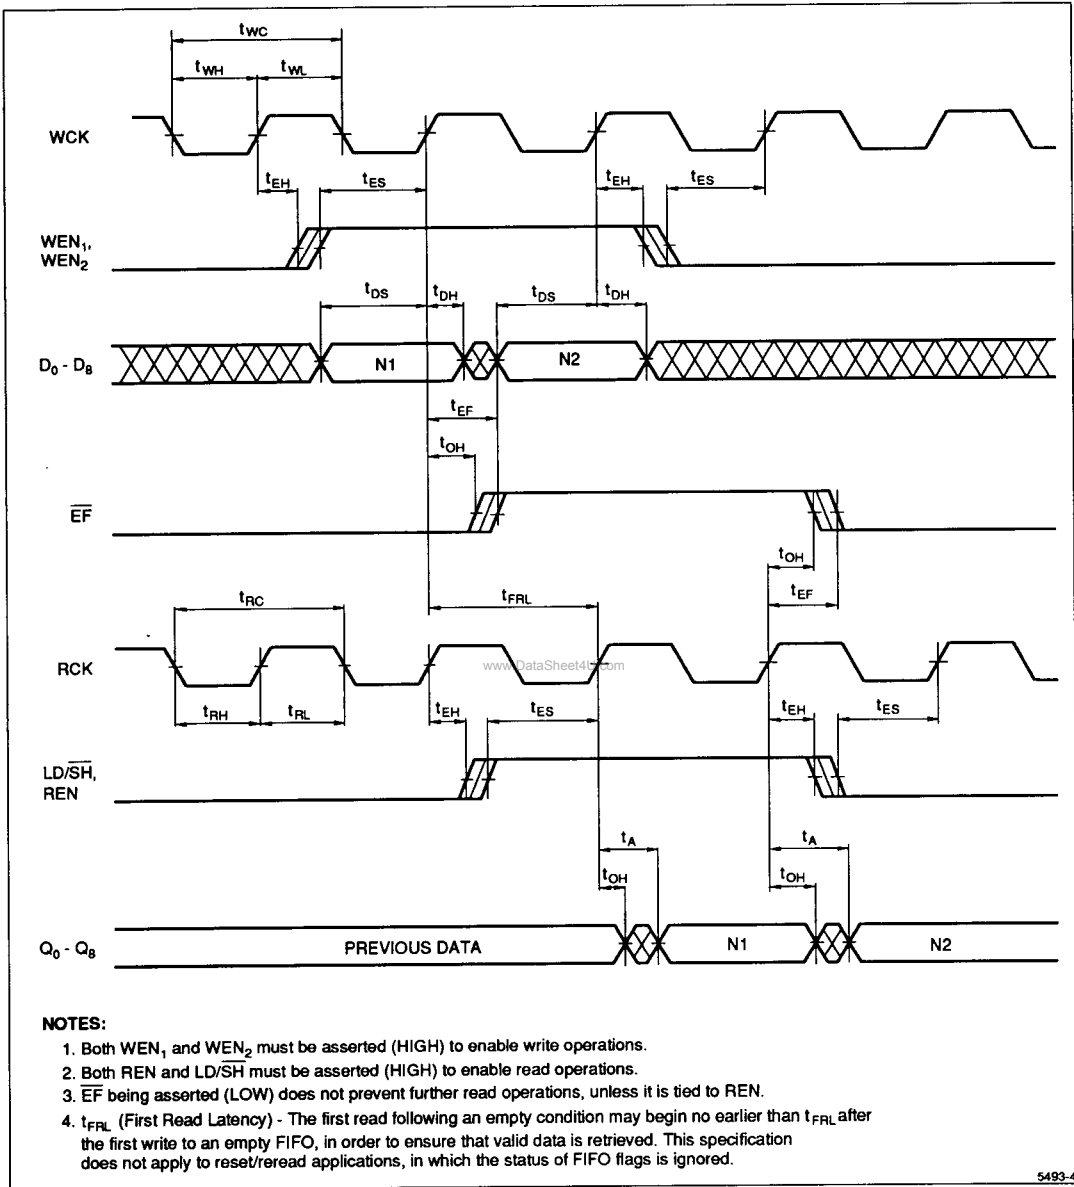 tWC
tWH tWL
WCK
tEH tES tEH tES
WEN1,
WEN2
tDS tDH tDS tDH
D0 - D8 N1 N2
tEF
tOH
EF
tOH
tRC tFRL tEF
RCK
www.DataSheet4U.com
tRH tRL tEH tES tEH tES
LD/SH,
REN
tA tA
tOH tOH
Q0 - Q8 PREVIOUS DATA N1 N2
NOTES:
1. Both WEN1 and WEN2 must be asserted (HIGH) to enable write operations.
2. Both REN and LD/SH must be asserted (HIGH) to enable read operations.
3. EF being asserted (LOW) does not prevent further read operations, unless it is tied to REN.
4. tFRL (First Read Latency) - The first read following an empty condition may begin no earlier than tFRL after
the first write to an empty FIFO, in order to ensure that valid data is retrieved. This specification
does not apply to reset/reread applications, in which the status of FIFO flags is ignored.
5493-4